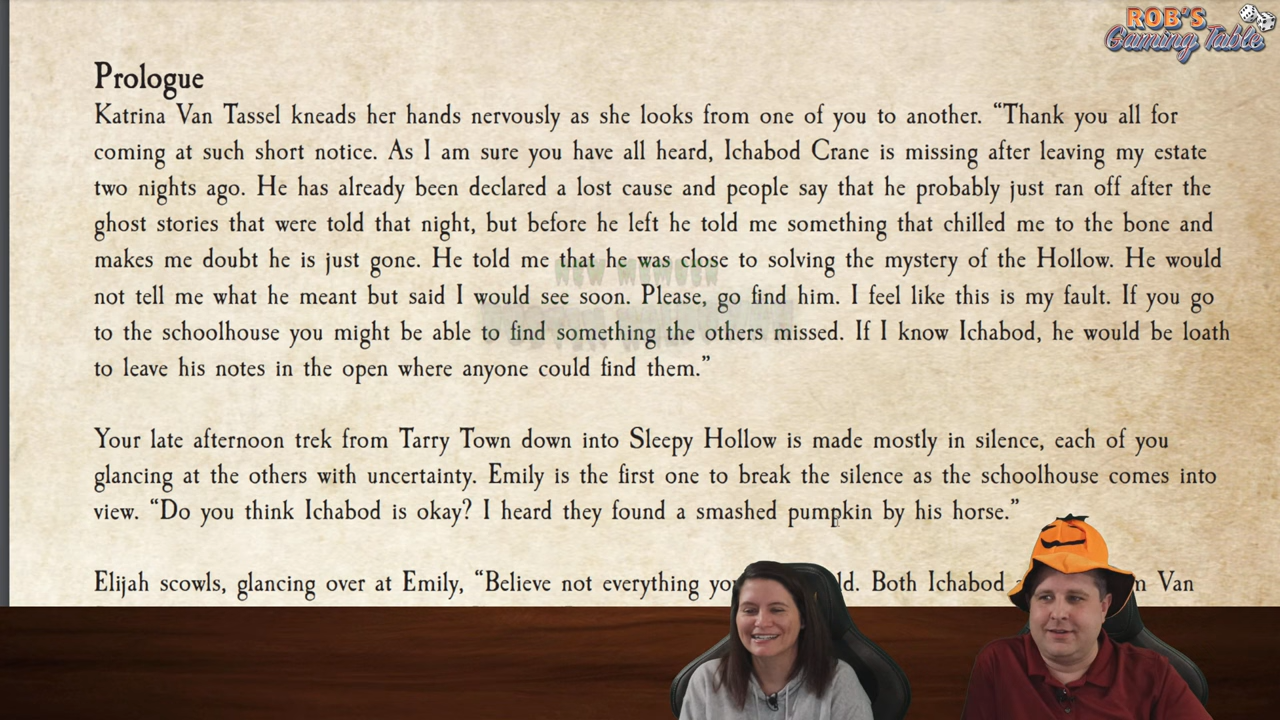 ROB'S
Gaming Table
Prologue
Katrina Van Tassel kneads her hands nervously as she looks from one of you to another. “Thank you all for
coming at such short notice. As I am sure you have all heard, Ichabod Crane is missing after leaving my estate
two nights ago. He has already been declared a lost cause and people say that he probably just ran off after the
ghost stories that were told that night, but before he left he told me something that chilled me to the bone and
makes me doubt he is just gone. He told me that he was close to solving the mystery of the Hollow. He would
not tell me what he meant but said I would see soon. Please, go find him. I feel like this is my fault. If you go
to the schoolhouse you might be able to find something the others missed. If I know Ichabod, he would be loath
to leave his notes in the open where anyone could find them.”
Your late afternoon trek from Tarry Town down into Sleepy Hollow is made mostly in silence, each of you
glancing at the others with uncertainty. Emily is the first one to break the silence as the schoolhouse comes into
view. “Do you think Ichabod is okay? I heard they found a smashed pumpkin by his horse.”
Elijah scowls, glancing over at Emily, “Believe not everything Both Ichabod Van